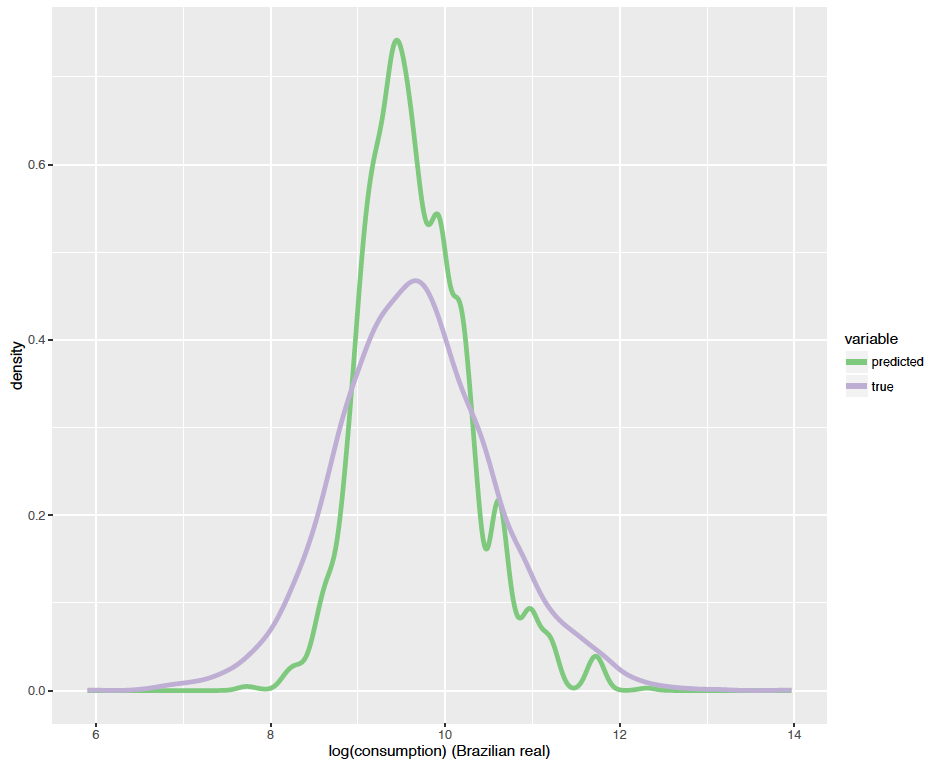 density
0.6
0.4
0.2
0.0
6 8 10 12 14
log(consumption) (Brazilian real)
variable
predicted
true